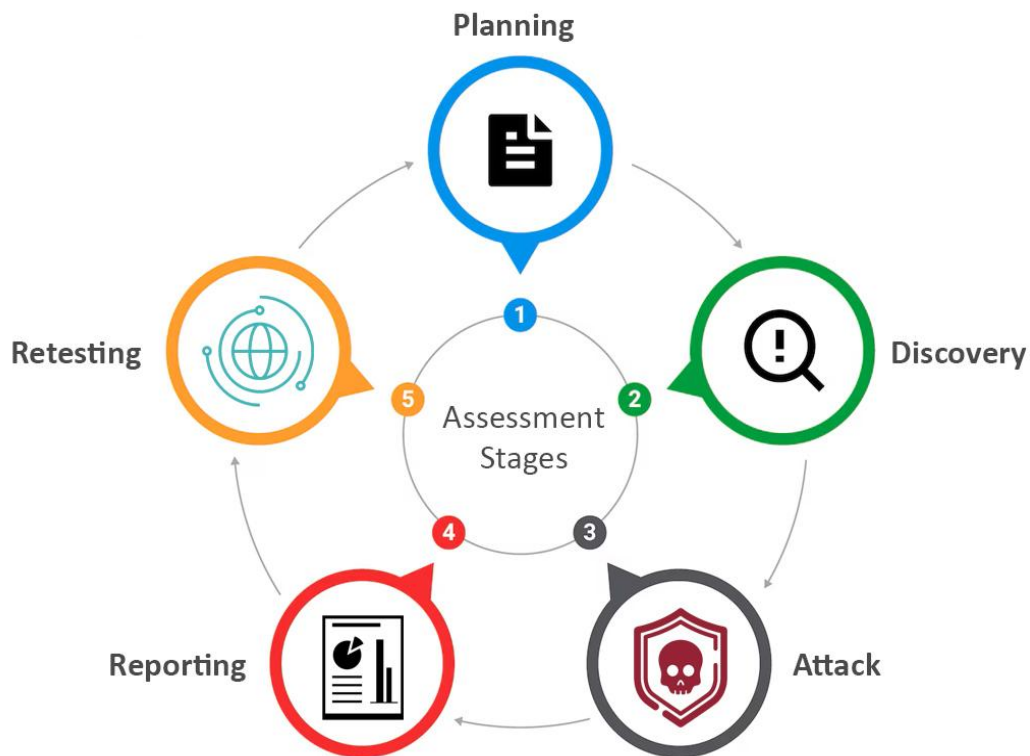 Planning
1
Retesting
Discovery
5
2
Assessment
Stages
4
3
Reporting
Attack